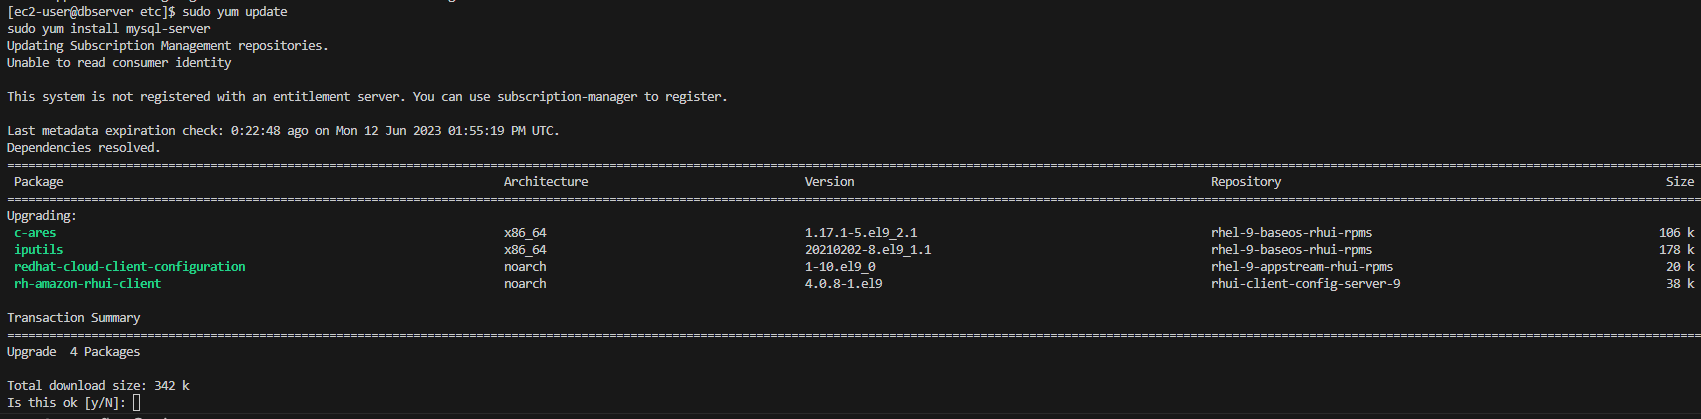 [ec2-user@dbserver etc]$ sudo yum update
sudo yum install mysql-server
Updating Subscription Management repositories.
Unable to read consumer identity
This system is not registered with an entitlement server. You can use subscription-manager to register.
Last metadata expiration check: 0:22:48 ago on Mon 12 Jun 2023 01:55:19 PM UTC.
Dependencies resolved.
Package Architecture Version Repository Size
Upgrading:
c-ares x86_64 1.17.1-5.el9_2.1 rhel-9-baseos-rhui-rpms 106 k
iputils x86_64 20210202-8.el9_1.1 rhel-9-baseos-rhui-rpms 178 k
redhat-cloud-client-configuration noarch 1-10.el9_0 rhel-9-appstream-rhui-rpms 20 k
rh-amazon-rhui-client noarch 4.0.8-1.el9 rhui-client-config-server-9 38 k
Transaction Summary
Upgrade 4 Packages
Total download size: 342 k
Is this ok [y/N]: